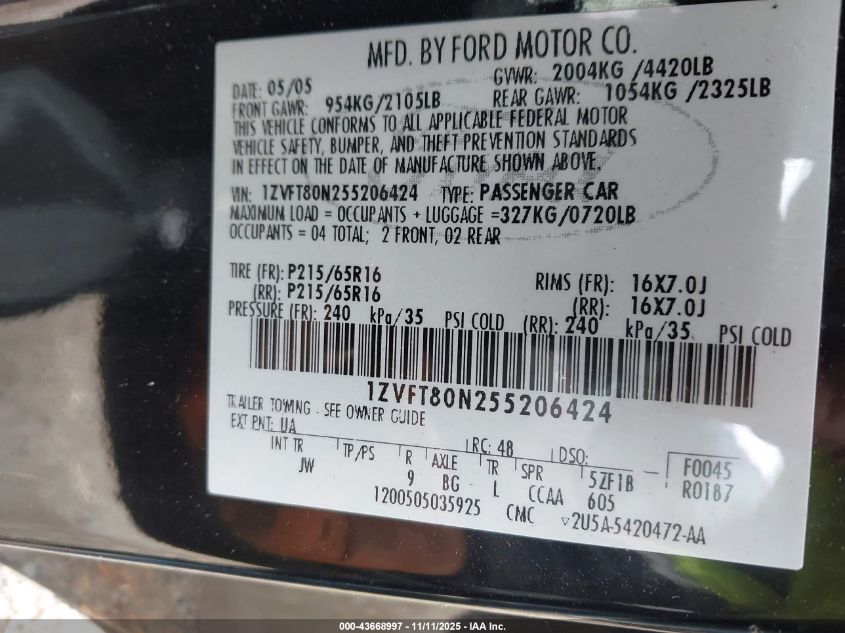 MFD. BY FORD MOTOR CO.
DATE: 05/05 GVWR: 2004KG /4420LB
FRONT GAWR: 954KG/2105LB REAR GAWR: 1054KG /2325LB
THIS VEHICLE CONFORMS TO ALL APPLICABLE FEDERAL MOTOR
VEHICLE SAFETY, BUMPER, AND THEFT PREVENTION STANDARDS
IN EFFECT ON THE DATE OF MANUFACTURE SHOWN ABOVE.
VIN: 1ZVFT80N255206424 TYPE: PASSENGER CAR
MAXIMUM LOAD = OCCUPANTS + LUGGAGE =327KG/0720LB
OCCUPANTS = 04 TOTAL; 2 FRONT, 02 REAR
TIRE (FR): P215/65R16 RIMS (FR): 16X7.0J
(RR): P215/65R16 (RR): 16X7.0J
PRESSURE (FR): 240 kPa/35 PSI COLD (RR): 240 kPa/35 PSI COLD
1ZVFT80N255206424
TRAILER TOWING - SEE OWNER GUIDE
EXT PNT: UA RC: 48 DSO: F0045
INT TR TP/PS R AXLE TR SPR 5ZF1B R0187
JW 9 BG L CCAA 605
1200505035925 CMC ▽2U5A-5420472-AA
000-43668997 - 11/11/2025 - IAA Inc.